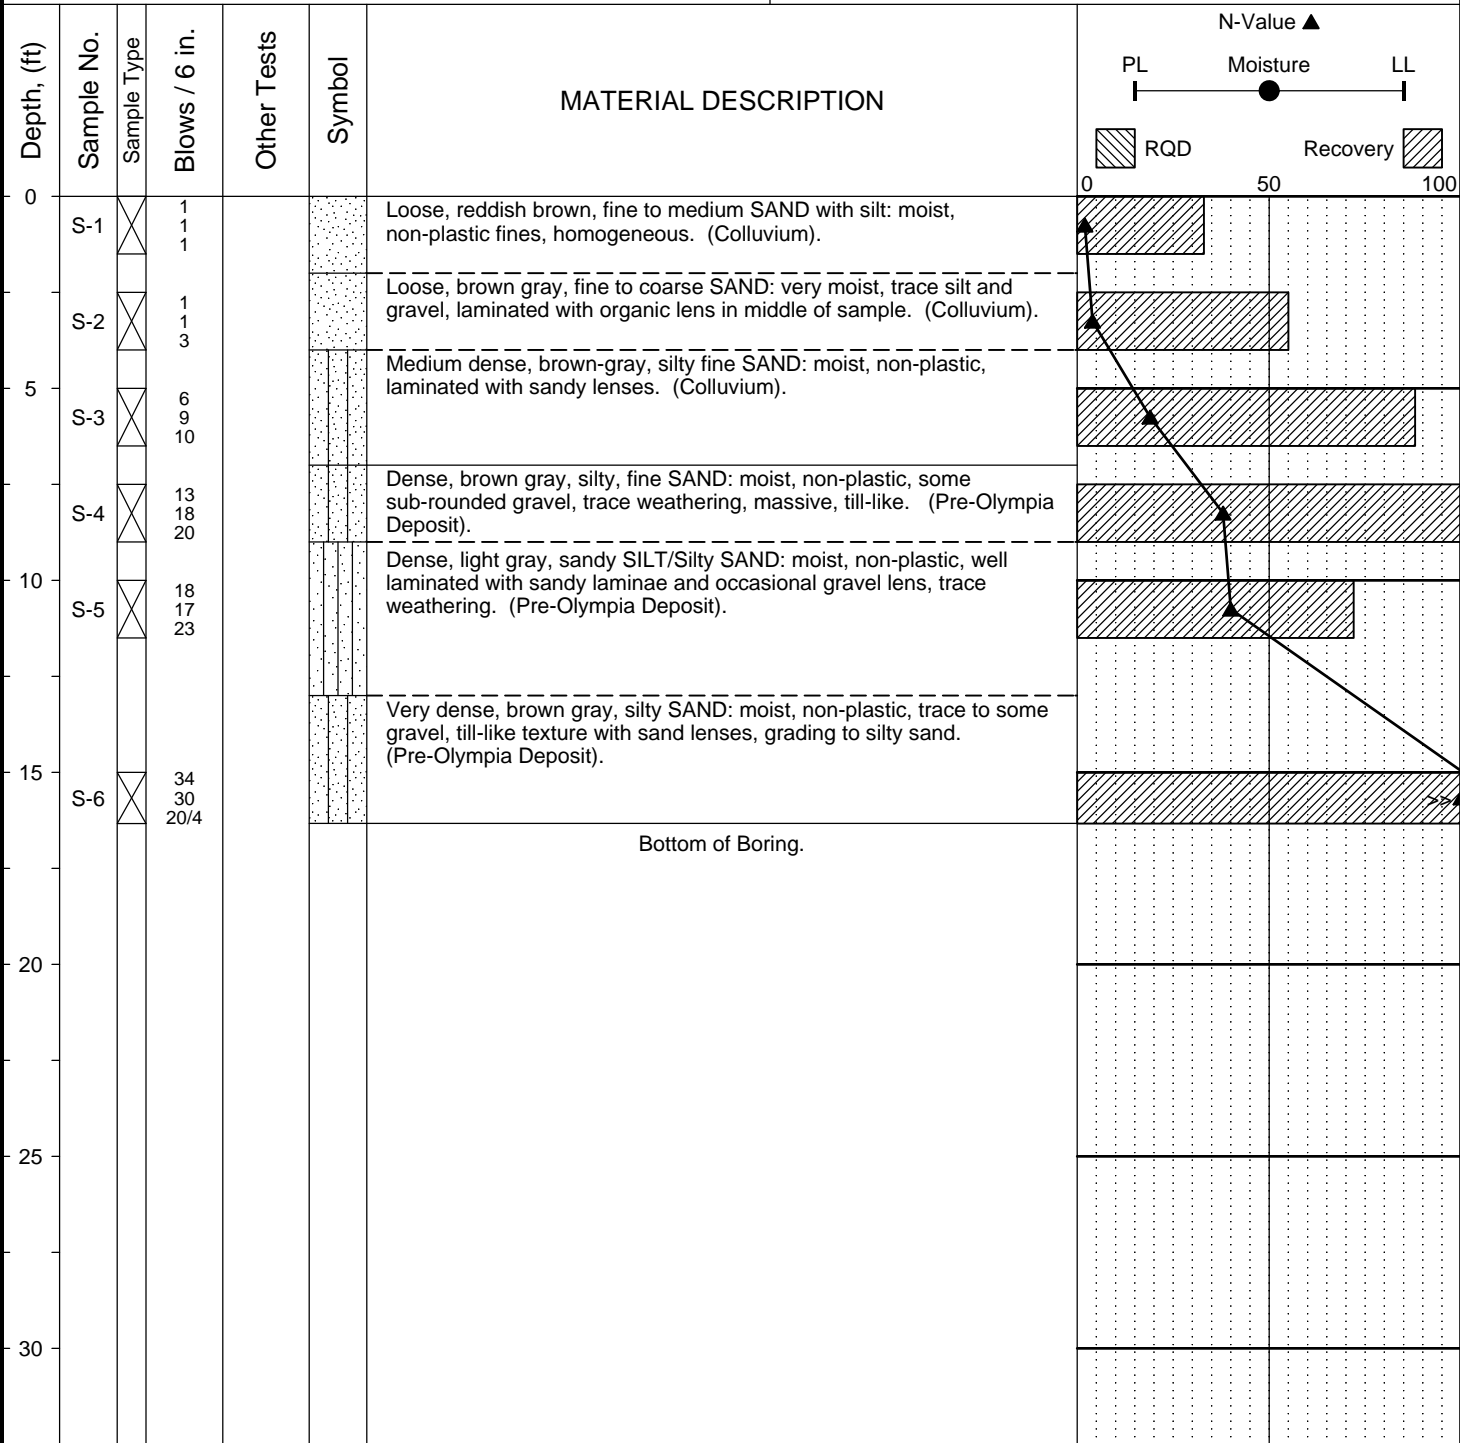 Depth, (ft)
Sample No.
Sample Type
Blows / 6 in.
Other Tests
Symbol
MATERIAL DESCRIPTION
N-Value ▲
PL Moisture LL
RQD Recovery
0 50 100
0
S-1
1
1
1
Loose, reddish brown, fine to medium SAND with silt: moist,
non-plastic fines, homogeneous. (Colluvium).
S-2
1
1
3
Loose, brown gray, fine to coarse SAND: very moist, trace silt and
gravel, laminated with organic lens in middle of sample. (Colluvium).
Medium dense, brown-gray, silty fine SAND: moist, non-plastic,
laminated with sandy lenses. (Colluvium).
5
S-3
6
9
10
Dense, brown gray, silty, fine SAND: moist, non-plastic, some
sub-rounded gravel, trace weathering, massive, till-like. (Pre-Olympia
Deposit).
S-4
13
18
20
Dense, light gray, sandy SILT/Silty SAND: moist, non-plastic, well
laminated with sandy laminae and occasional gravel lens, trace
weathering. (Pre-Olympia Deposit).
10
S-5
18
17
23
Very dense, brown gray, silty SAND: moist, non-plastic, trace to some
gravel, till-like texture with sand lenses, grading to silty sand.
(Pre-Olympia Deposit).
15
S-6
34
30
20/4
>>▲
Bottom of Boring.
20
25
30